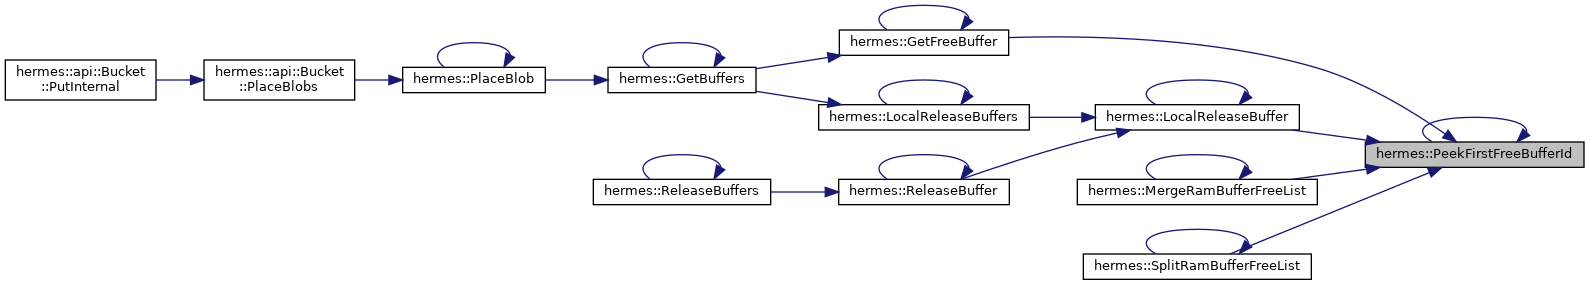 hermes::api::Bucket
::PutInternal
hermes::api::Bucket
::PlaceBlobs
hermes::PlaceBlob
hermes::GetBuffers
hermes::GetFreeBuffer
hermes::LocalReleaseBuffers
hermes::LocalReleaseBuffer
hermes::PeekFirstFreeBufferId
hermes::ReleaseBuffers
hermes::ReleaseBuffer
hermes::MergeRamBufferFreeList
hermes::SplitRamBufferFreeList